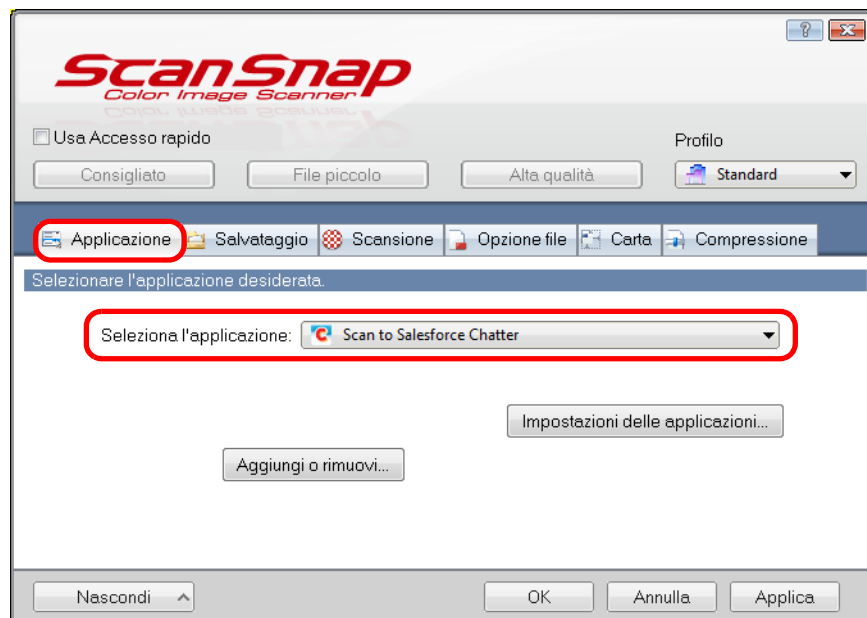 ScanSnap
Color Image Scanner
Usa Accesso rapido
Profilo
Consigliato File piccolo Alta qualità Standard
Applicazione Salvataggio Scansione Opzione file Carta Compressione
Selezionare l'applicazione desiderata.
Seleziona l'applicazione: Scan to Salesforce Chatter
Impostazioni delle applicazioni...
Aggiungi o rimuovi...
Nascondi OK Annulla Applica